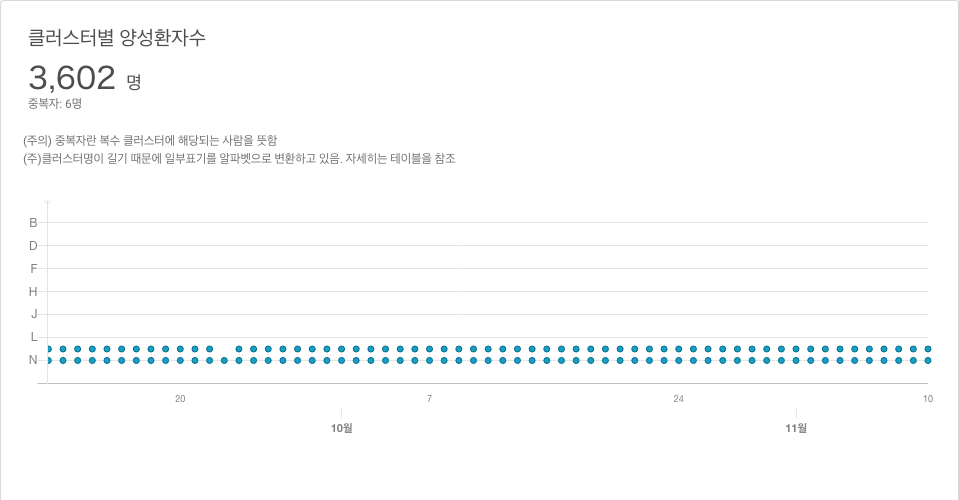 클러스터별 양성환자수
3,602 명
중복자: 6명
(주의) 중복자란 복수 클러스터에 해당되는 사람을 뜻함
(주)클러스터명이 길기 때문에 일부표기를 알파벳으로 변환하고 있음. 자세히는 테이블을 참조
B
D
F
H
J
L
N
20 7 24 10
10월 11월